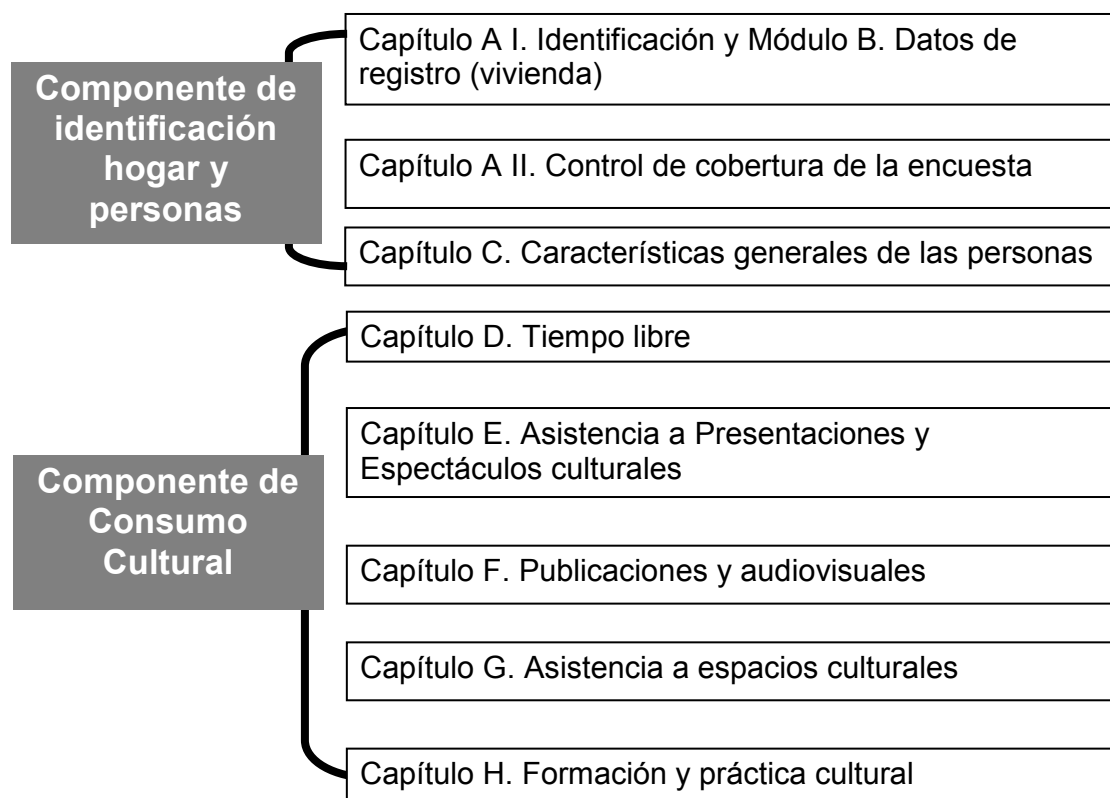 Componente de
identificación
hogar y
personas
Capítulo A I. Identificación y Módulo B. Datos de
registro (vivienda)
Capítulo A II. Control de cobertura de la encuesta
Capítulo C. Características generales de las personas
Componente de
Consumo
Cultural
Capítulo D. Tiempo libre
Capítulo E. Asistencia a Presentaciones y
Espectáculos culturales
Capítulo F. Publicaciones y audiovisuales
Capítulo G. Asistencia a espacios culturales
Capítulo H. Formación y práctica cultural